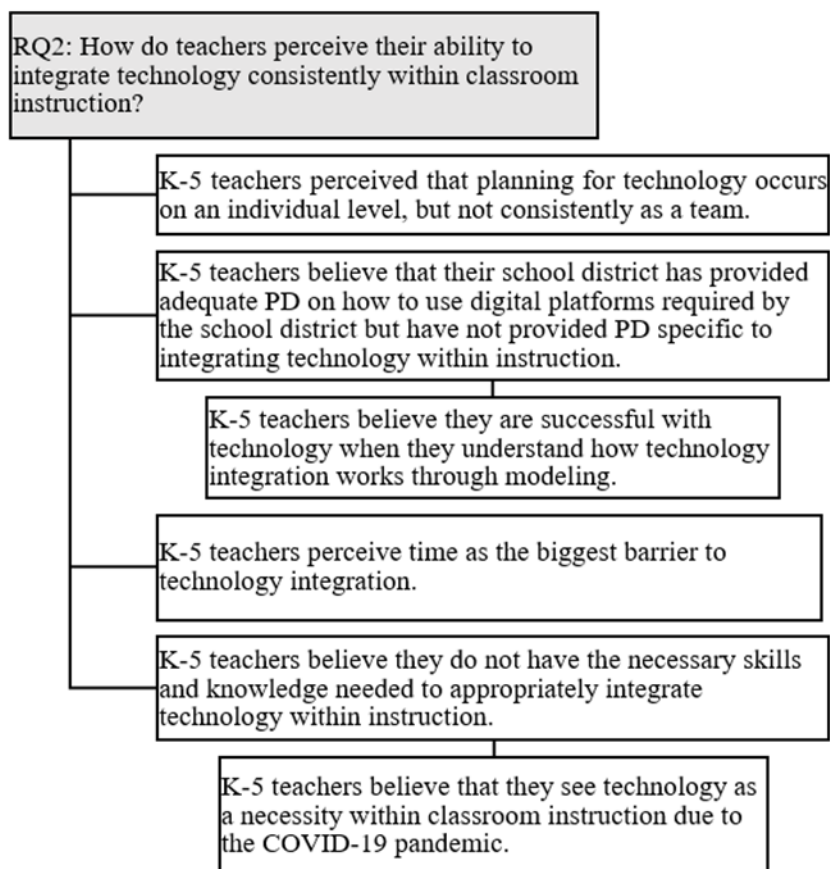 RQ2: How do teachers perceive their ability to
integrate technology consistently within classroom
instruction?
K-5 teachers perceived that planning for technology occurs
on an individual level, but not consistently as a team.
K-5 teachers believe that their school district has provided
adequate PD on how to use digital platforms required by
the school district but have not provided PD specific to
integrating technology within instruction.
K-5 teachers believe they are successful with
technology when they understand how technology
integration works through modeling.
K-5 teachers perceive time as the biggest barrier to
technology integration.
K-5 teachers believe they do not have the necessary skills
and knowledge needed to appropriately integrate
technology within instruction.
K-5 teachers believe that they see technology as
a necessity within classroom instruction due to
the COVID-19 pandemic.